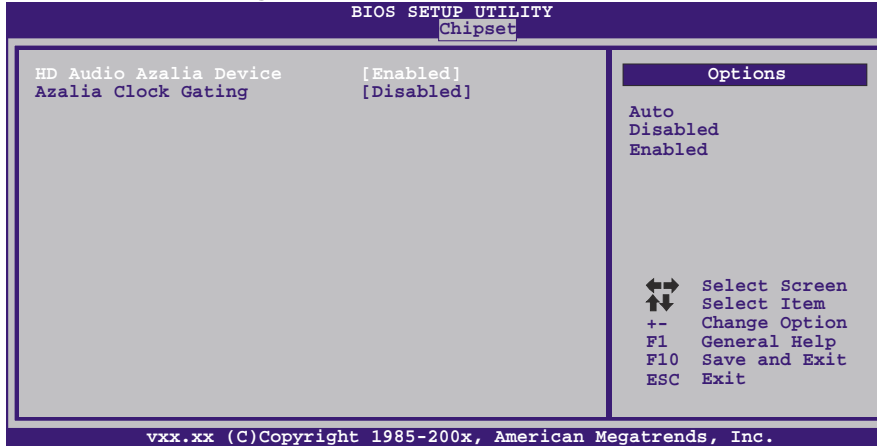 BIOS SETUP UTILITY
Chipset
HD Audio Azalia Device [Enabled]
Azalia Clock Gating [Disabled]
Options
Auto
Disabled
Enabled
Select Screen
Select Item
+- Change Option
F1 General Help
F10 Save and Exit
ESC Exit
vxx.xx (C)Copyright 1985-200x, American Megatrends, Inc.